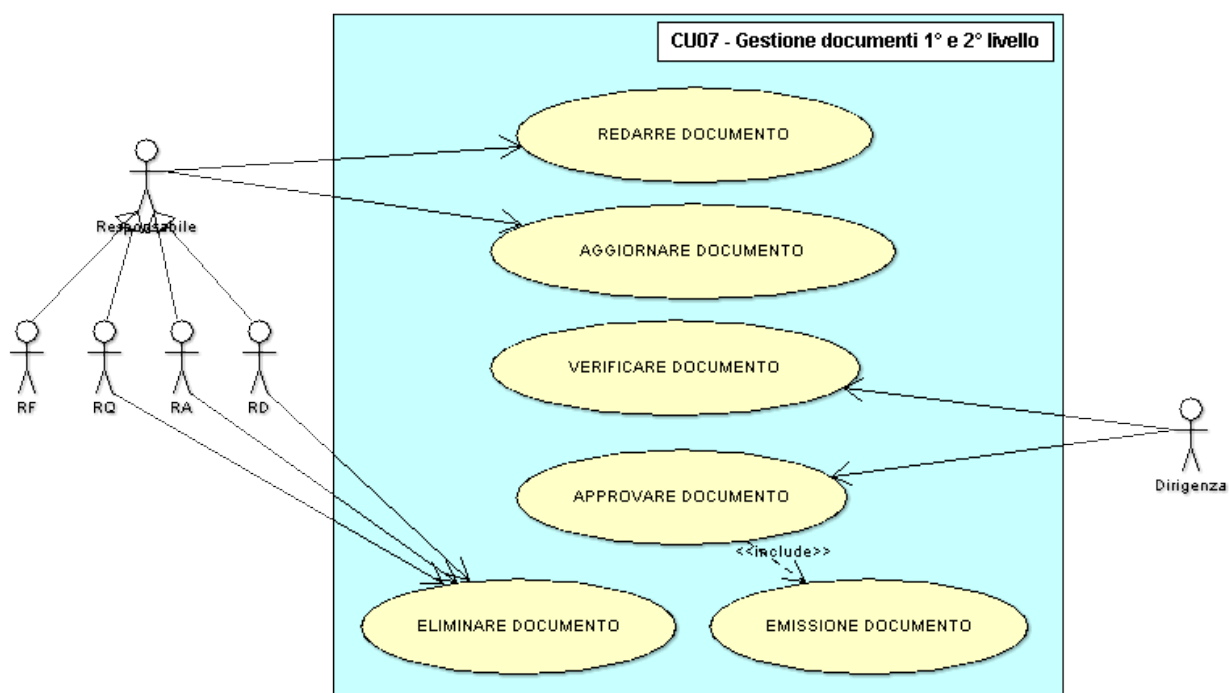 CU07 - Gestione documenti 1° e 2° livello
REDARRE DOCUMENTO
Responsabile
AGGIORNARE DOCUMENTO
VERIFICARE DOCUMENTO
RF
RQ
RA
RD
Dirigenza
APPROVARE DOCUMENTO
<<include>>
ELIMINARE DOCUMENTO
EMISSIONE DOCUMENTO